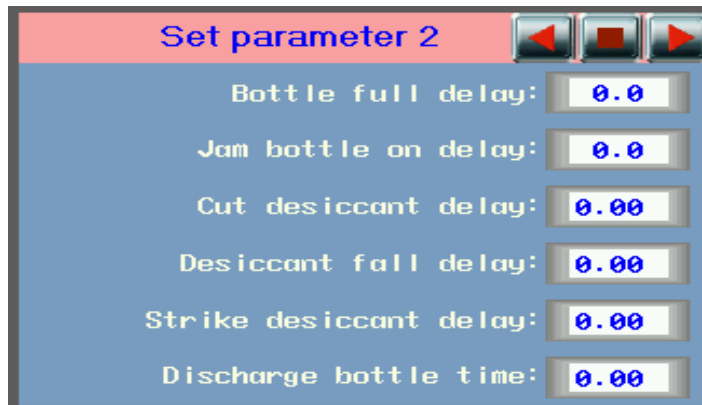 Set parameter 2
Bottle full delay: 0.0
Jam bottle on delay: 0.0
Cut desiccant delay: 0.00
Desiccant fall delay: 0.00
Strike desiccant delay: 0.00
Discharge bottle time: 0.00